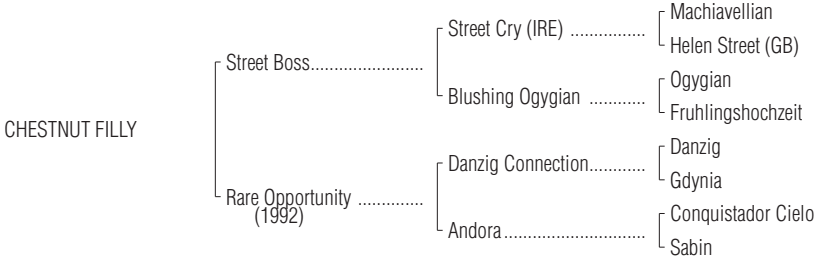 Machiavellian
Street Cry (IRE) ................
Helen Street (GB)
Street Boss.......................
Ogygian
Blushing Ogygian ............
Fruhlingshochzeit
CHESTNUT FILLY
Danzig
Danzig Connection............
Gdynia
Rare Opportunity ..............
(1992)
Conquistador Cielo
Andora..............................
Sabin